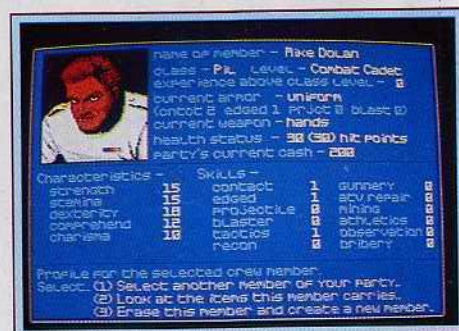 name of member - Mike Dolan
class - Pil Level - Combat Cadet
experience above class level - 0
current armor - uniform
(cntct 2 edged 1 prjct 0 blast 0)
current weapon - hands
health status - 30 (30) hit points
party's current cash - 200
Characteristics - Skills -
strength 15 contact 1 gunnery 0
stamina 15 edged 1 atv repair 0
dexterity 18 projectile 0 mining 0
comprehend 12 blaster 0 athletics 0
charisma 10 tactics 1 observation 0
recon 0 bribery 0
Profile for the selected crew member.
Select.. (1) Select another member of your party.
(2) Look at the items this member carries.
(3) Erase this member and create a new member.